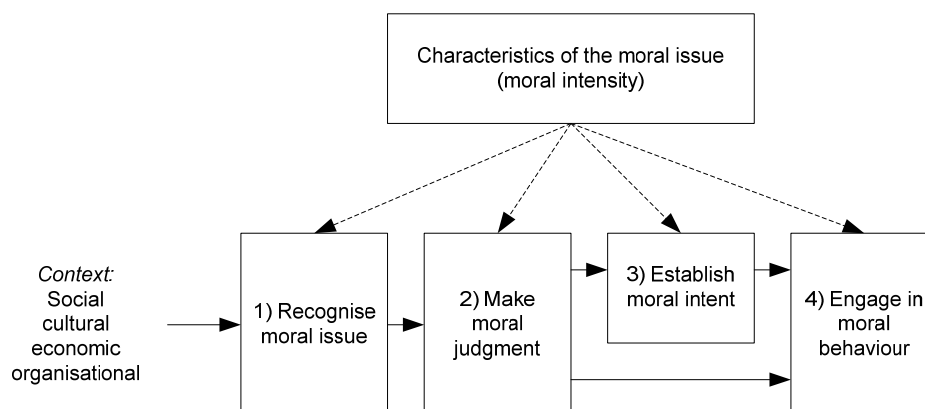 Characteristics of the moral issue
(moral intensity)
Context:
Social
cultural
economic
organisational
1) Recognise
moral issue
2) Make
moral
judgment
3) Establish
moral intent
4) Engage in
moral
behaviour